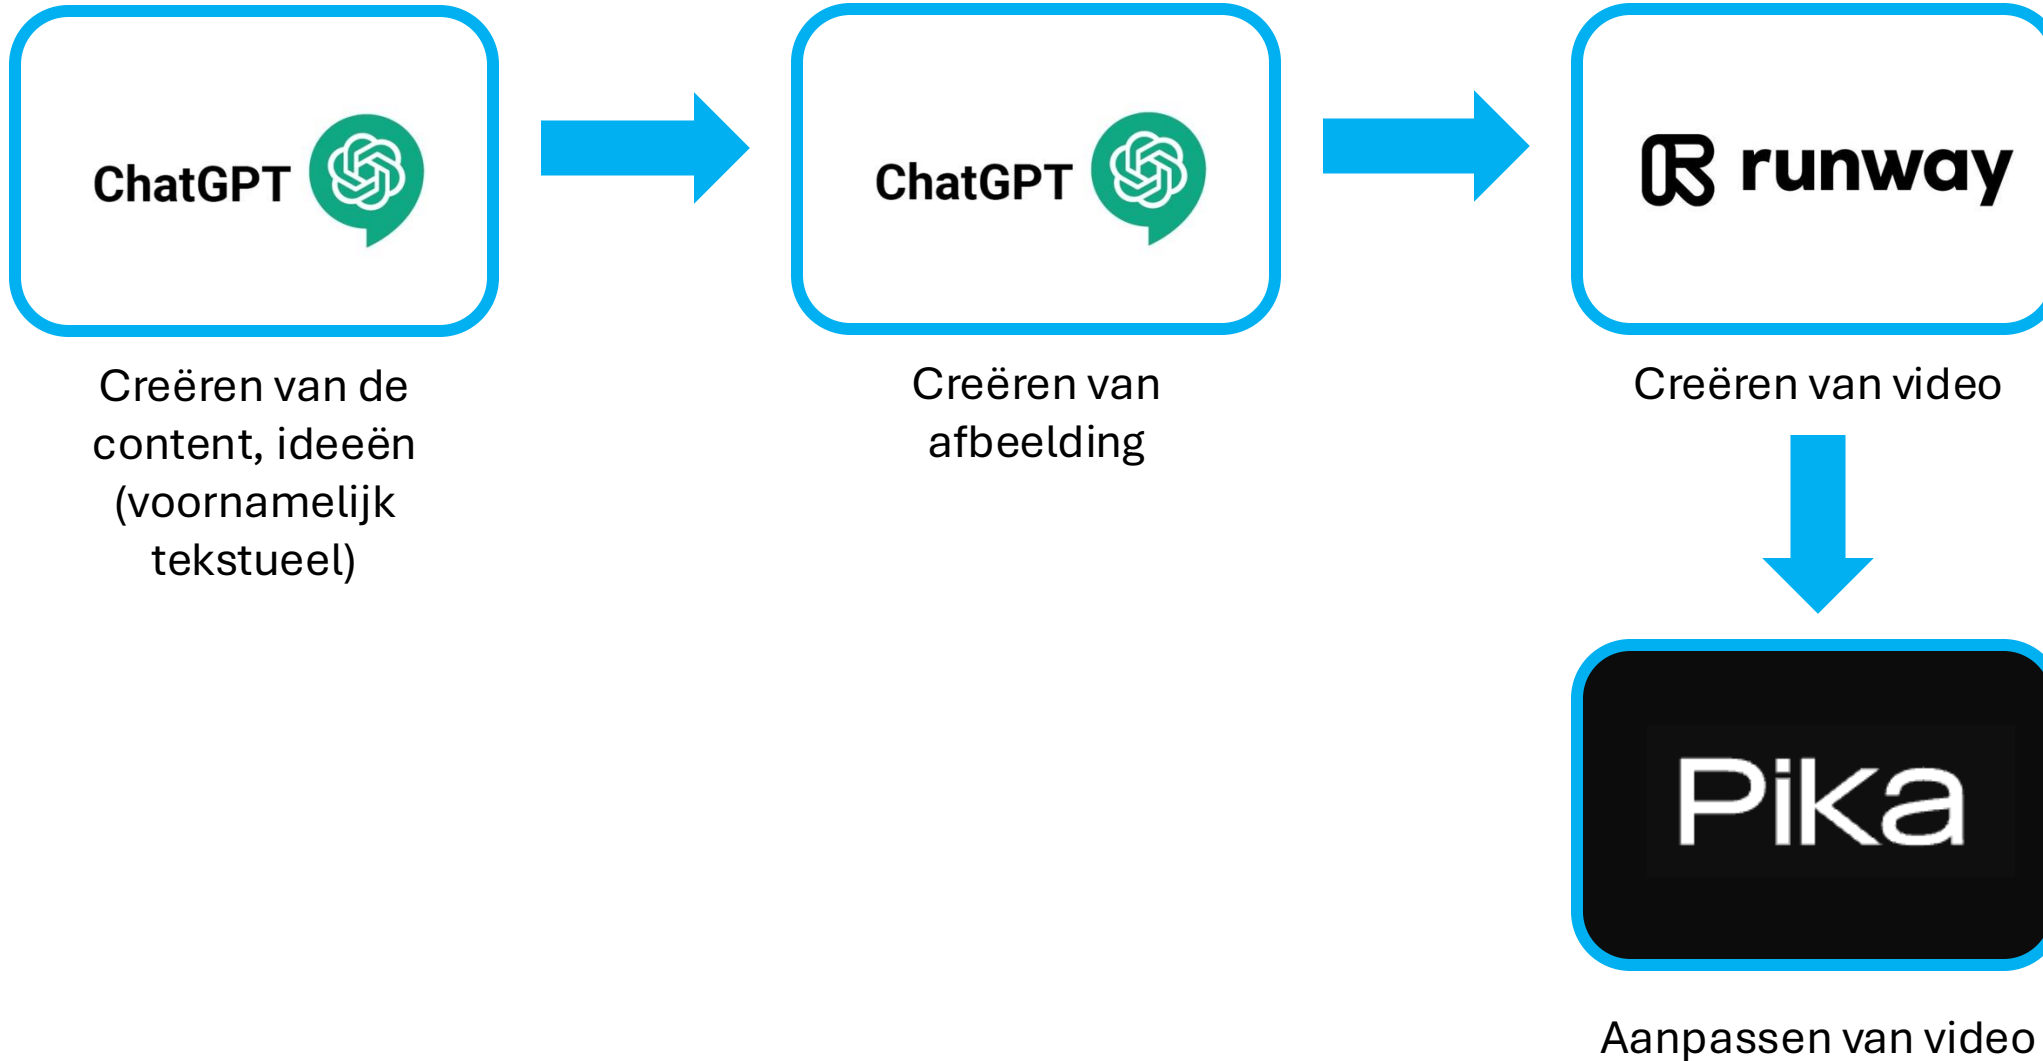 ChatGPT
ChatGPT
runway
Creëren van de
content, ideeën
(voornamelijk
tekstueel)
Creëren van
afbeelding
Creëren van video
Pika
Aanpassen van video